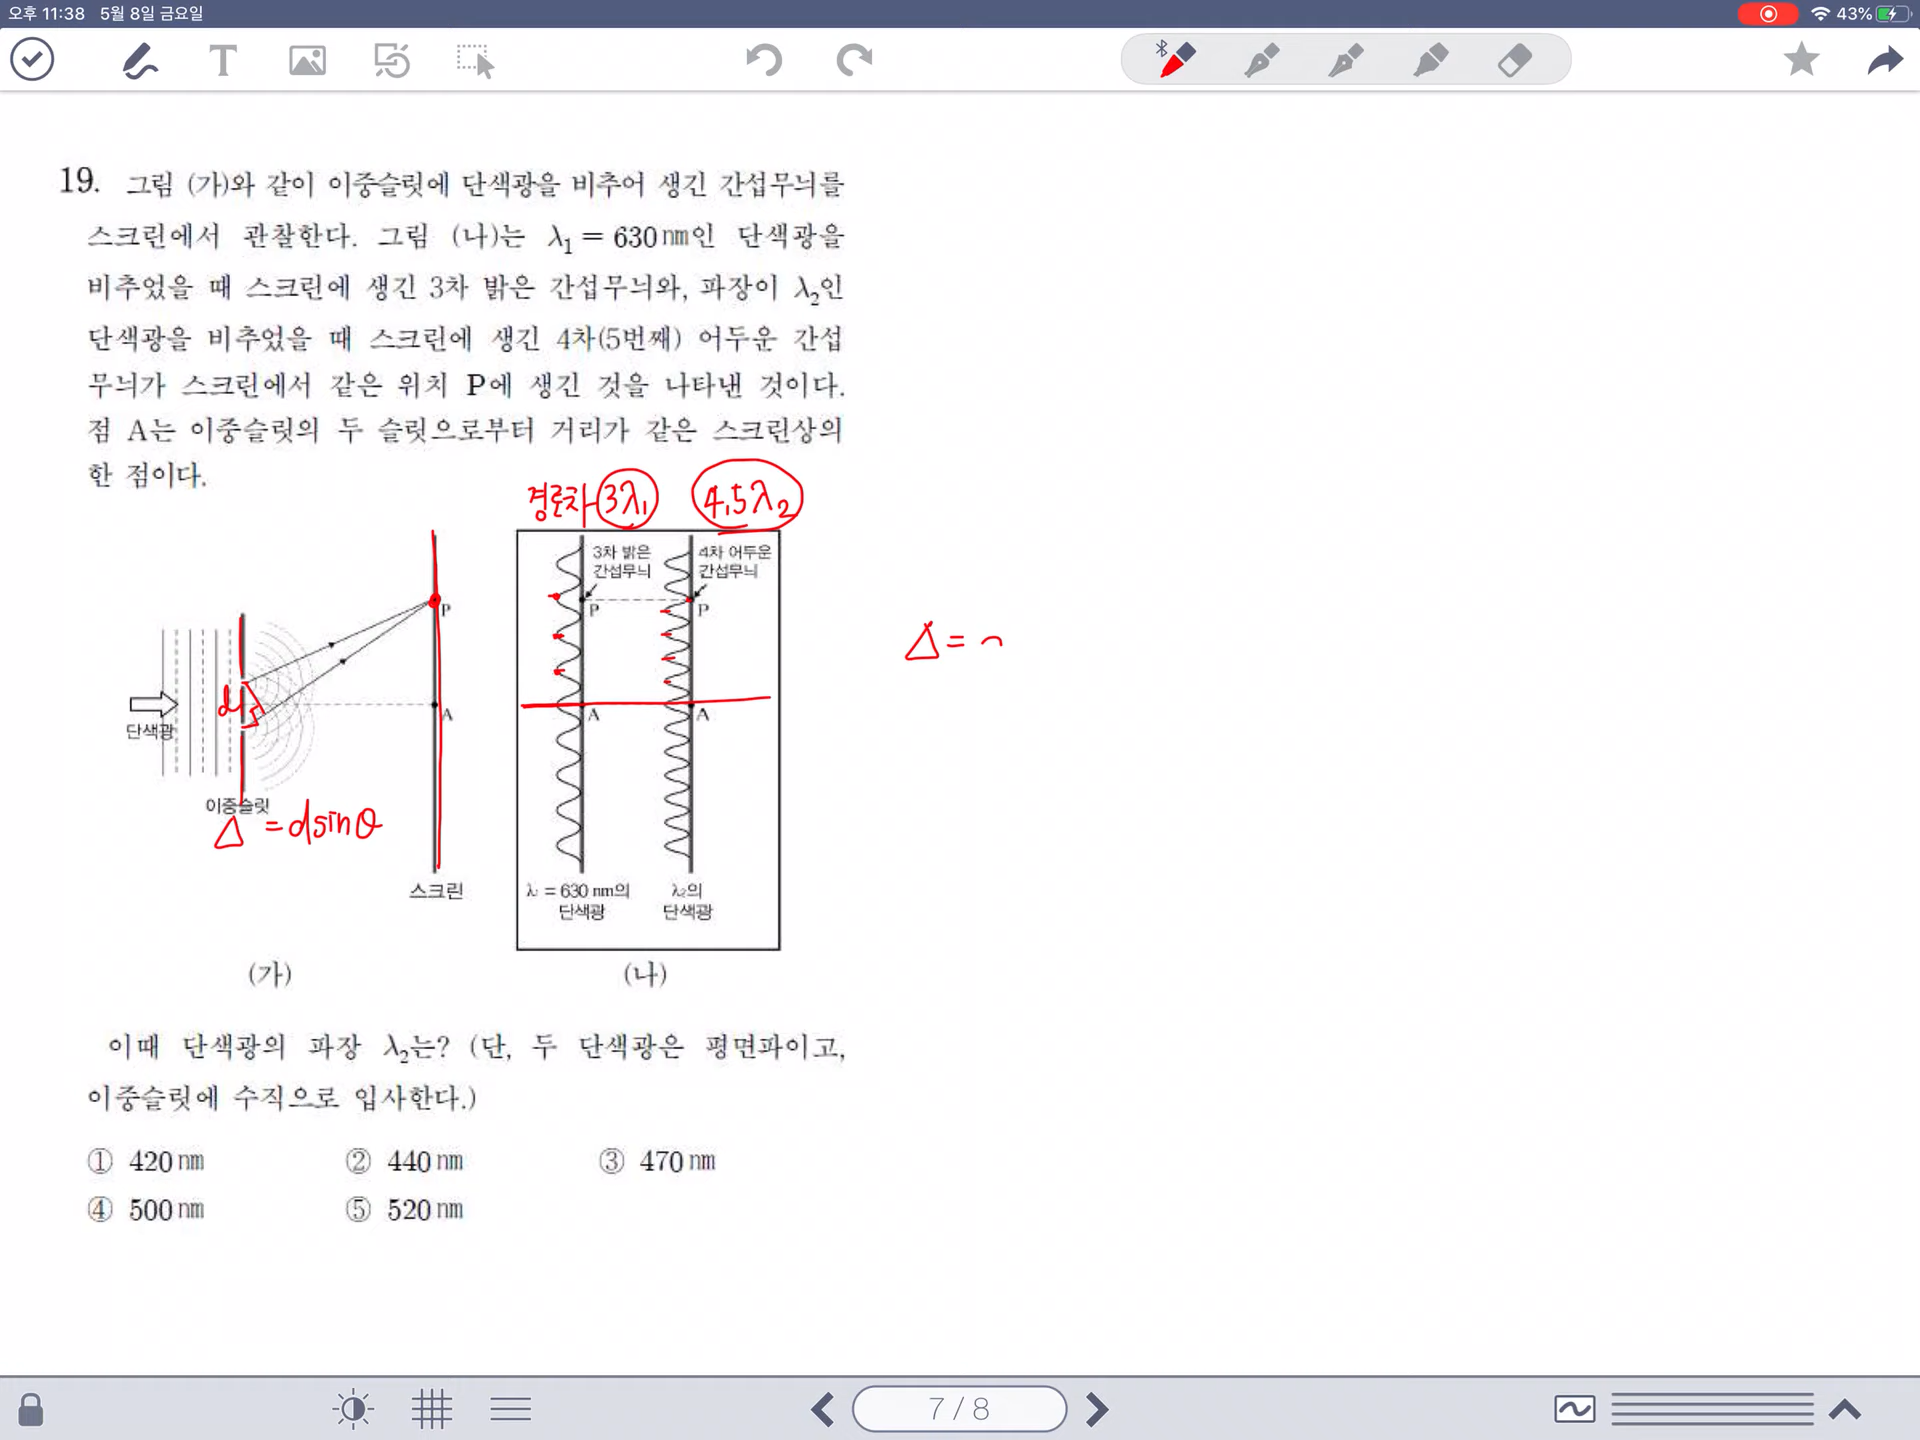 오후 11:38 5월 8일 금요일
43%
19. 그림 (가)와 같이 이중슬릿에 단색광을 비추어 생긴 간섭무늬를
스크린에서 관찰한다. 그림 (나)는 λ₁ = 630 nm인 단색광을
비추었을 때 스크린에 생긴 3차 밝은 간섭무늬와, 파장이 λ₂인
단색광을 비추었을 때 스크린에 생긴 4차(5번째) 어두운 간섭
무늬가 스크린에서 같은 위치 P에 생긴 것을 나타낸 것이다.
점 A는 이중슬릿의 두 슬릿으로부터 거리가 같은 스크린상의
한 점이다.
경로차 3λ₁ 4.5λ₂
3차 밝은
간섭무늬
4차 어두운
간섭무늬
P
P
P
Δ =
d
A
A
A
단색광
이중슬릿
Δ = dsinθ
스크린
λ₁ = 630 nm의
단색광
λ₂의
단색광
(가)
(나)
이때 단색광의 파장 λ₂는? (단, 두 단색광은 평면파이고,
이중슬릿에 수직으로 입사한다.)
① 420 nm ② 440 nm ③ 470 nm
④ 500 nm ⑤ 520 nm
7 / 8